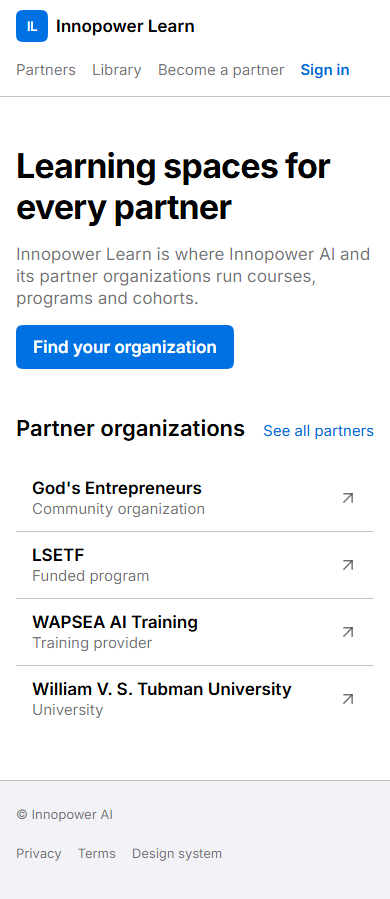 IL Innopower Learn
Partners Library Become a partner Sign in
Learning spaces for
every partner
Innopower Learn is where Innopower AI and
its partner organizations run courses,
programs and cohorts.
Find your organization
Partner organizations See all partners
God's Entrepreneurs
Community organization
LSETF
Funded program
WAPSEA AI Training
Training provider
William V. S. Tubman University
University
© Innopower AI
Privacy Terms Design system